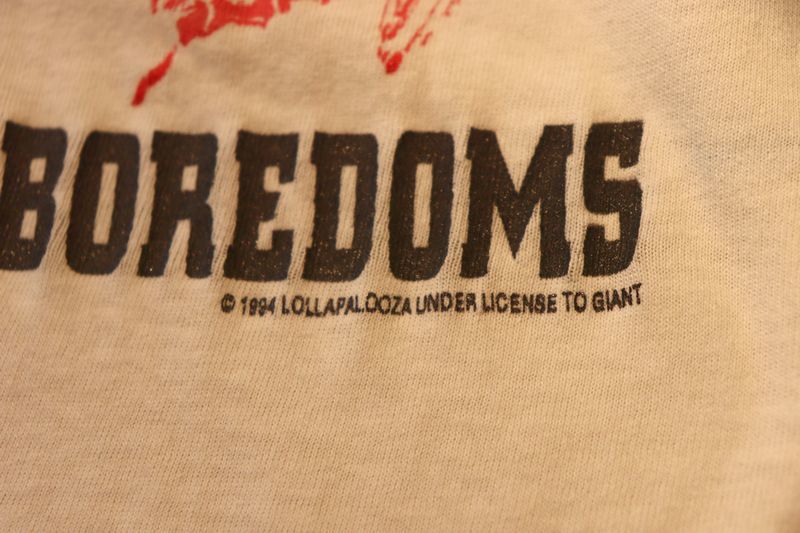 BOREDOMS
© 1994 LOLLAPALOOZA UNDER LICENSE TO GIANT